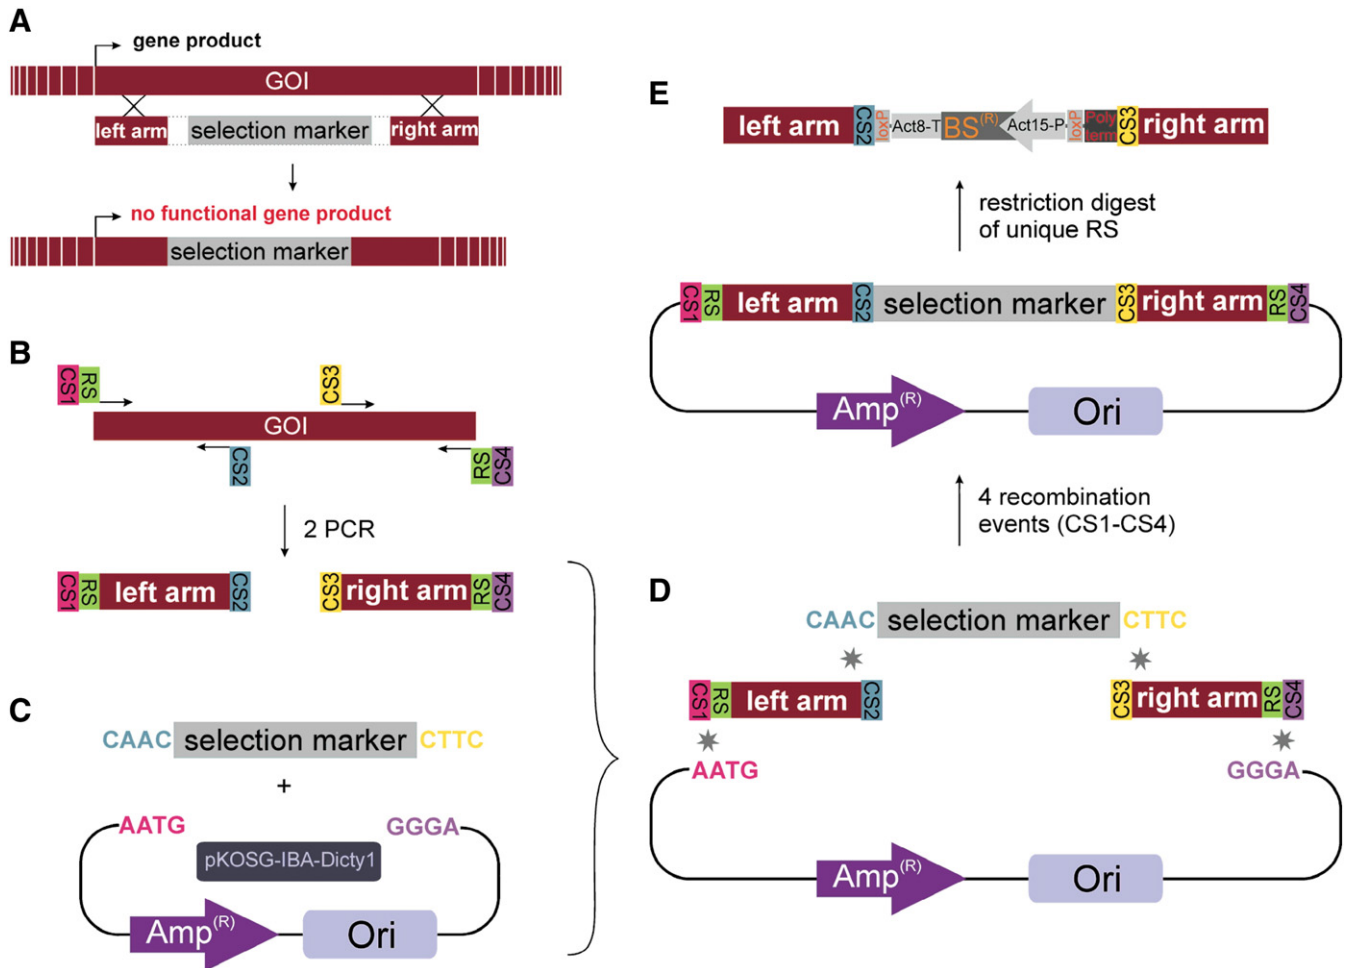 A
gene product
GOI
left arm
selection marker
right arm
no functional gene product
selection marker
B
CS1
RS
CS3
GOI
CS2
RS
CS4
2 PCR
CS1
RS
left arm
CS2
CS3
right arm
RS
CS4
C
CAAC
selection marker
CTTC
+
AATG
GGGA
pKOSG-IBA-Dicty1
Amp(R)
Ori
E
left arm
CS2
loxP
Act8-T
BS(R)
Act15-P
loxP
Poly
term
CS3
right arm
restriction digest
of unique RS
CS1
RS
left arm
CS2
selection marker
CS3
right arm
RS
CS4
Amp(R)
Ori
4 recombination
events (CS1-CS4)
D
CAAC
selection marker
CTTC
CS1
RS
left arm
CS2
CS3
right arm
RS
CS4
AATG
GGGA
Amp(R)
Ori